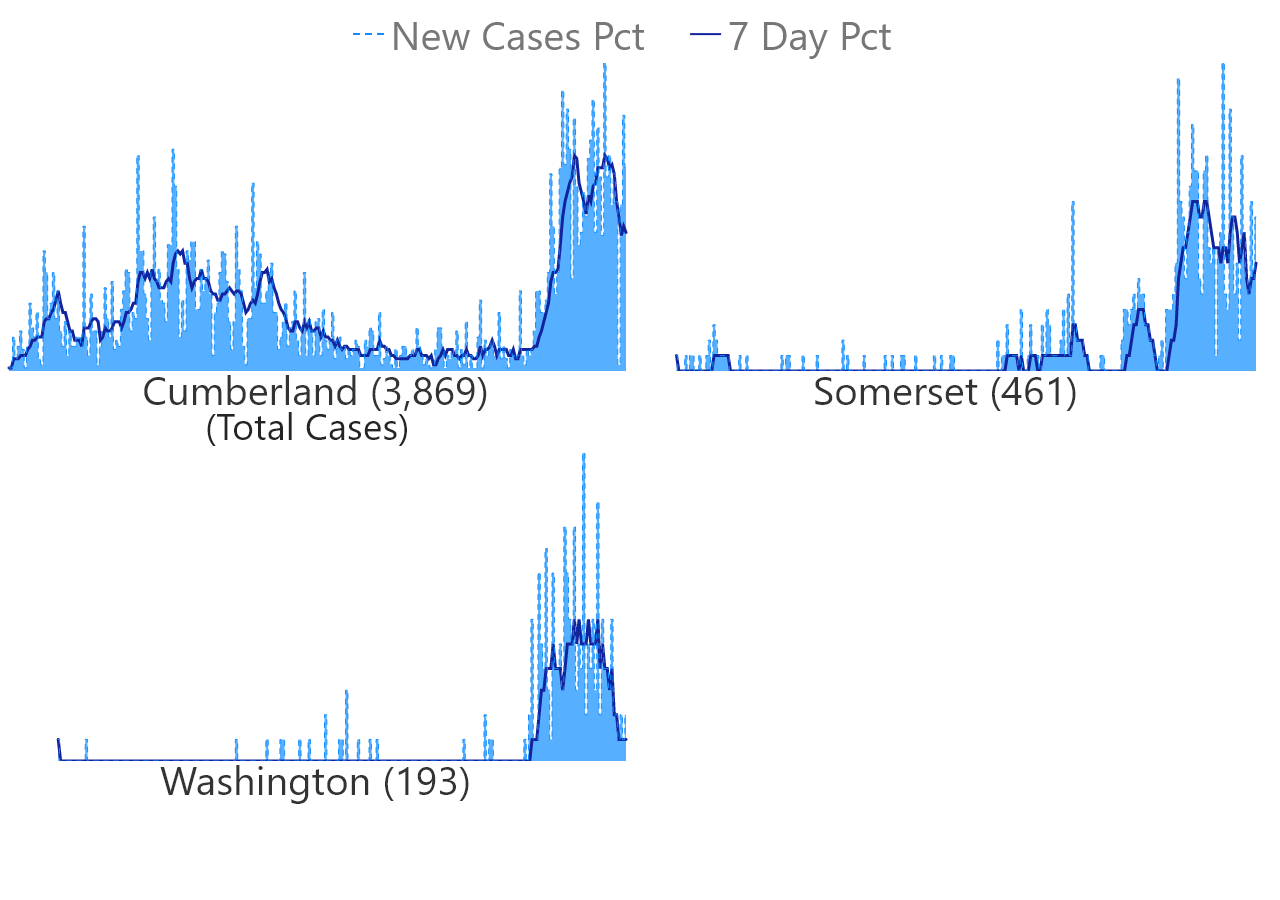 New Cases Pct 7 Day Pct
Cumberland (3,869)
(Total Cases)
Somerset (461)
Washington (193)